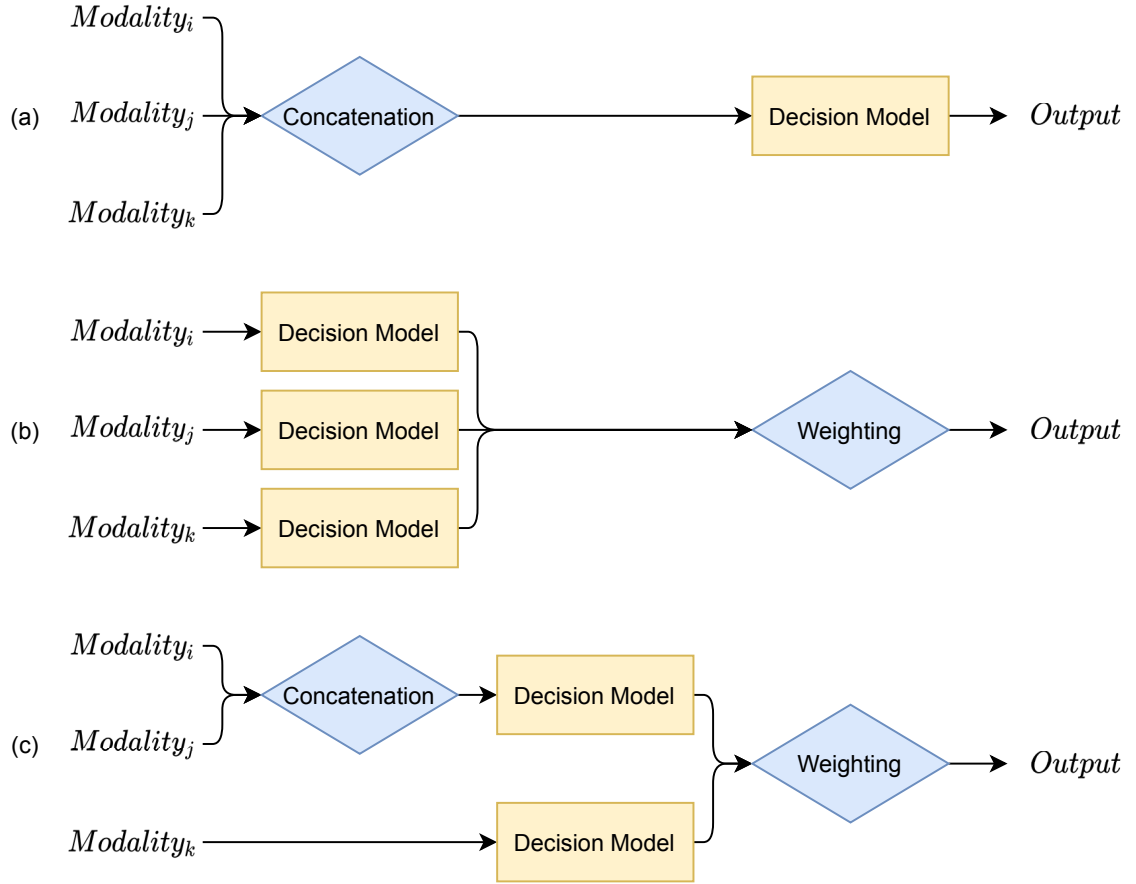 Modality_i
(a) Modality_j Concatenation Decision Model Output
Modality_k
Modality_i Decision Model
(b) Modality_j Decision Model Weighting Output
Modality_k Decision Model
Modality_i
Concatenation Decision Model
(c) Modality_j Weighting Output
Modality_k Decision Model